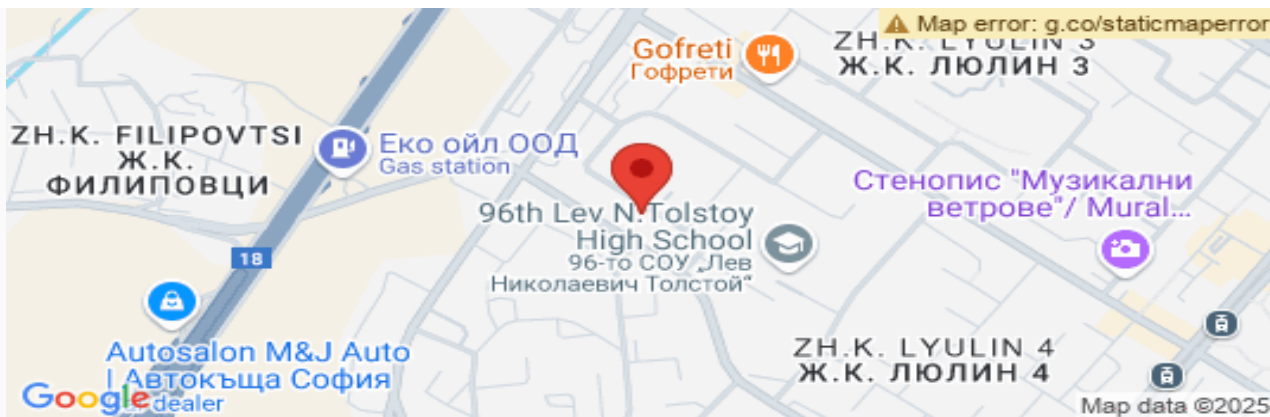 Map error: g.co/staticmaperror
Gofreti
Гофрети
ZH.K. LYULIN 3
Ж.К. ЛЮЛИН 3
ZH.K. FILIPOVTSI
Ж.К.
ФИЛИПОВЦИ
Еко ойл ООД
Gas station
Стенопис "Музикални
ветрове"/ Mural...
96th Lev N. Tolstoy
High School
96-то СОУ „Лев
Николаевич Толстой“
18
Autosalon M&J Auto
| Автокъща София
dealer
ZH.K. LYULIN 4
Ж.К. ЛЮЛИН 4
Google
Map data ©2025